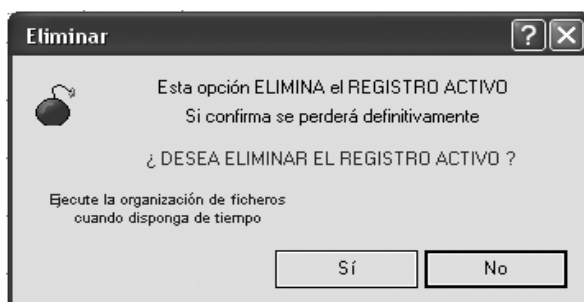 Eliminar
Esta opción ELIMINA el REGISTRO ACTIVO
Si confirma se perderá definitivamente
¿ DESEA ELIMINAR EL REGISTRO ACTIVO ?
Ejecute la organización de ficheros
cuando disponga de tiempo
Sí
No